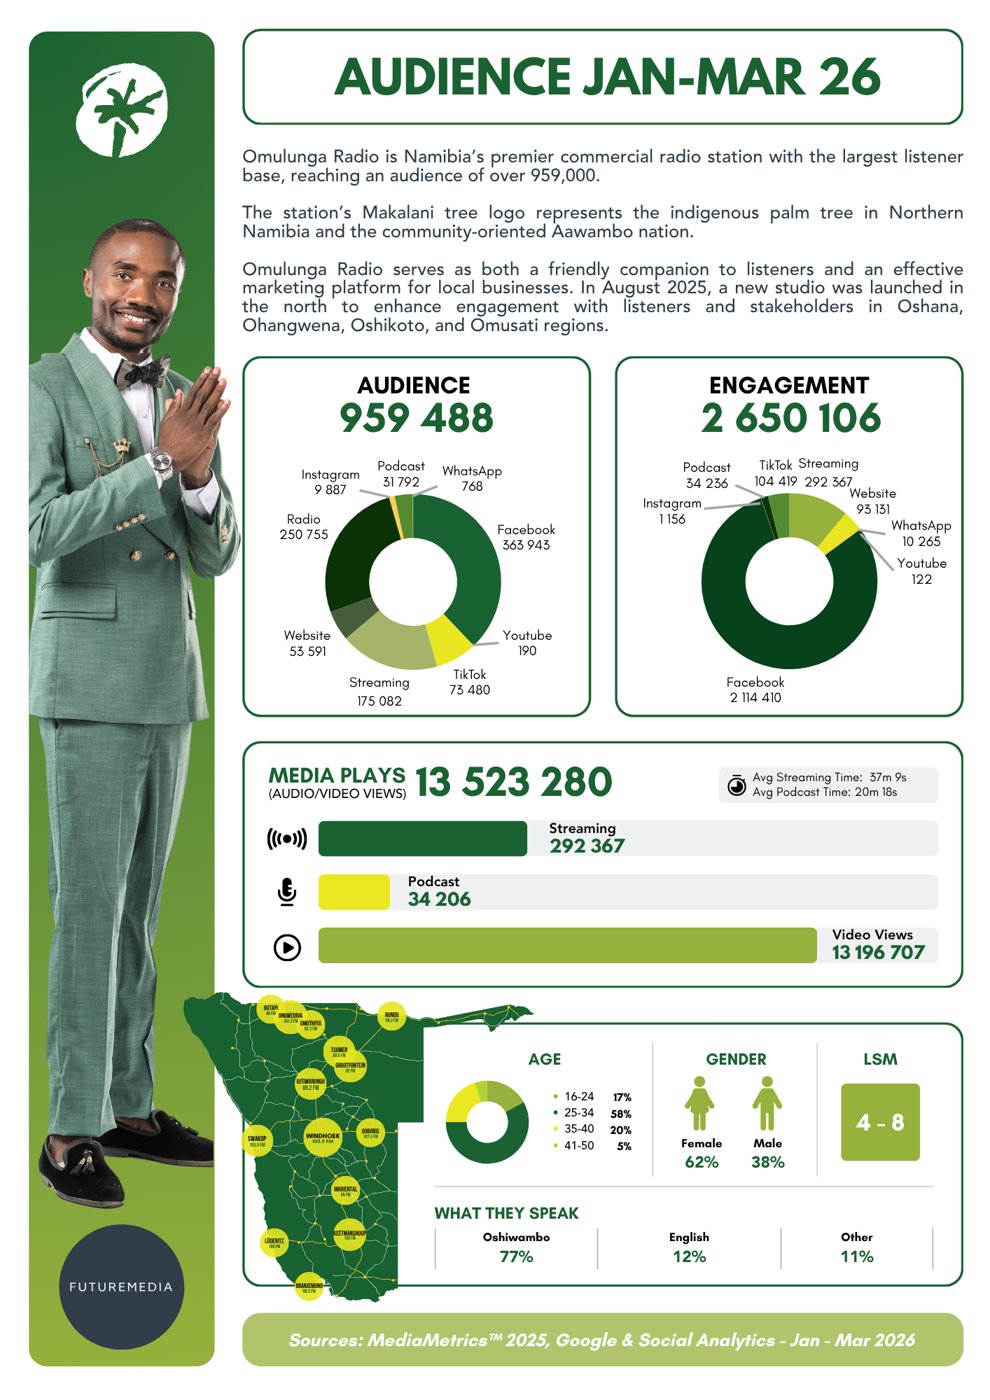 AUDIENCE JAN-MAR 26
Omulunga Radio is Namibia's premier commercial radio station with the largest listener
base, reaching an audience of over 959,000.
The station's Makalani tree logo represents the indigenous palm tree in Northern
Namibia and the community-oriented Aawambo nation.
Omulunga Radio serves as both a friendly companion to listeners and an effective
marketing platform for local businesses. In August 2025, a new studio was launched in
the north to enhance engagement with listeners and stakeholders in Oshana,
Ohangwena, Oshikoto, and Omusati regions.
AUDIENCE
959 488
Podcast
31 792
WhatsApp
768
Instagram
9 887
Radio
250 755
Facebook
363 943
Website
53 591
Youtube
190
TikTok
73 480
Streaming
175 082
ENGAGEMENT
2 650 106
Podcast
34 236
TikTok
104 419
Streaming
292 367
Website
93 131
Instagram
1 156
WhatsApp
10 265
Youtube
122
Facebook
2 114 410
MEDIA PLAYS 13 523 280
(AUDIO/VIDEO VIEWS)
Avg Streaming Time: 37m 9s
Avg Podcast Time: 20m 18s
Streaming
292 367
Podcast
34 206
Video Views
13 196 707
OUTAPI
ONGWEDIVA
OMUTHIYA
RUNDU
TSUMEB
GROOTFONTEIN
OTJIWARONGO
89.2 FM
SWAKOP
WINDHOEK
100.9 FM
GOBABIS
MARIENTAL
KEETMANSHOOP
LÜDERITZ
ORANJEMUND
AGE
16-24 17%
25-34 58%
35-40 20%
41-50 5%
GENDER
Female
62%
Male
38%
LSM
4 - 8
WHAT THEY SPEAK
Oshiwambo
77%
English
12%
Other
11%
FUTUREMEDIA
Sources: MediaMetrics™ 2025, Google & Social Analytics - Jan - Mar 2026